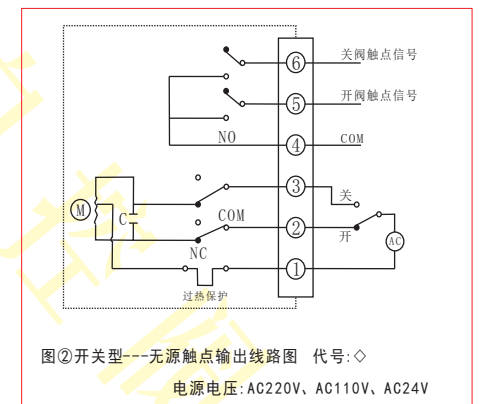 ⑥ 关阀触点信号
⑤ 开阀触点信号
NO ④ COM
③ 关
M C COM ② 开 AC
NC
①
过热保护
图②开关型---无源触点输出线路图 代号:◇
电源电压:AC220V、AC110V、AC24V